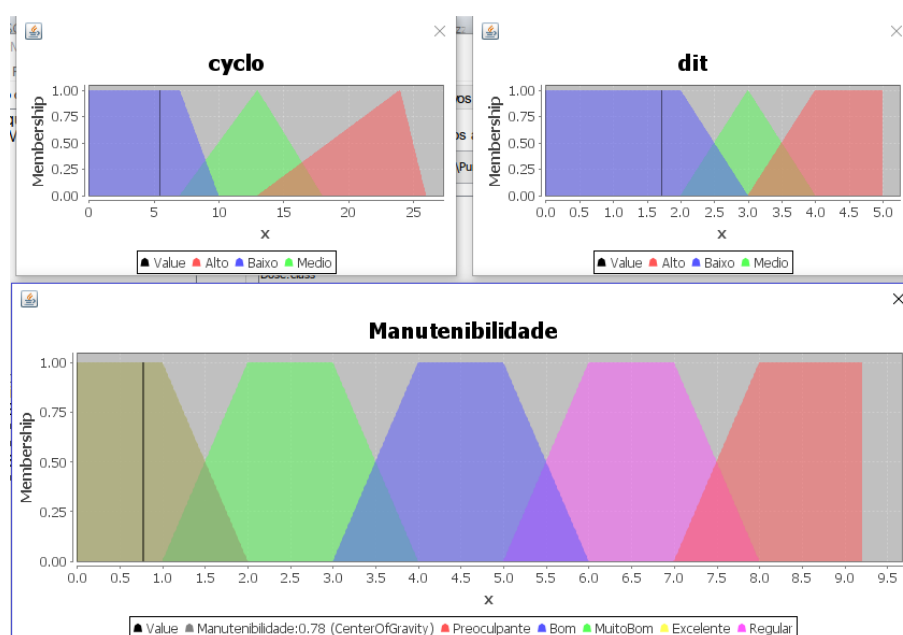 cyclo
Membership
1.00
0.75
0.50
0.25
0.00
0 5 10 15 20 25
x
Value Alto Baixo Medio
dit
Membership
1.00
0.75
0.50
0.25
0.00
0.0 0.5 1.0 1.5 2.0 2.5 3.0 3.5 4.0 4.5 5.0
x
Value Alto Baixo Medio
Manutenibilidade
Membership
1.00
0.75
0.50
0.25
0.00
0.0 0.5 1.0 1.5 2.0 2.5 3.0 3.5 4.0 4.5 5.0 5.5 6.0 6.5 7.0 7.5 8.0 8.5 9.0 9.5
x
Value Manutenibilidade:0.78 (CenterOfGravity) Preoculpante Bom MuitoBom Excelente Regular